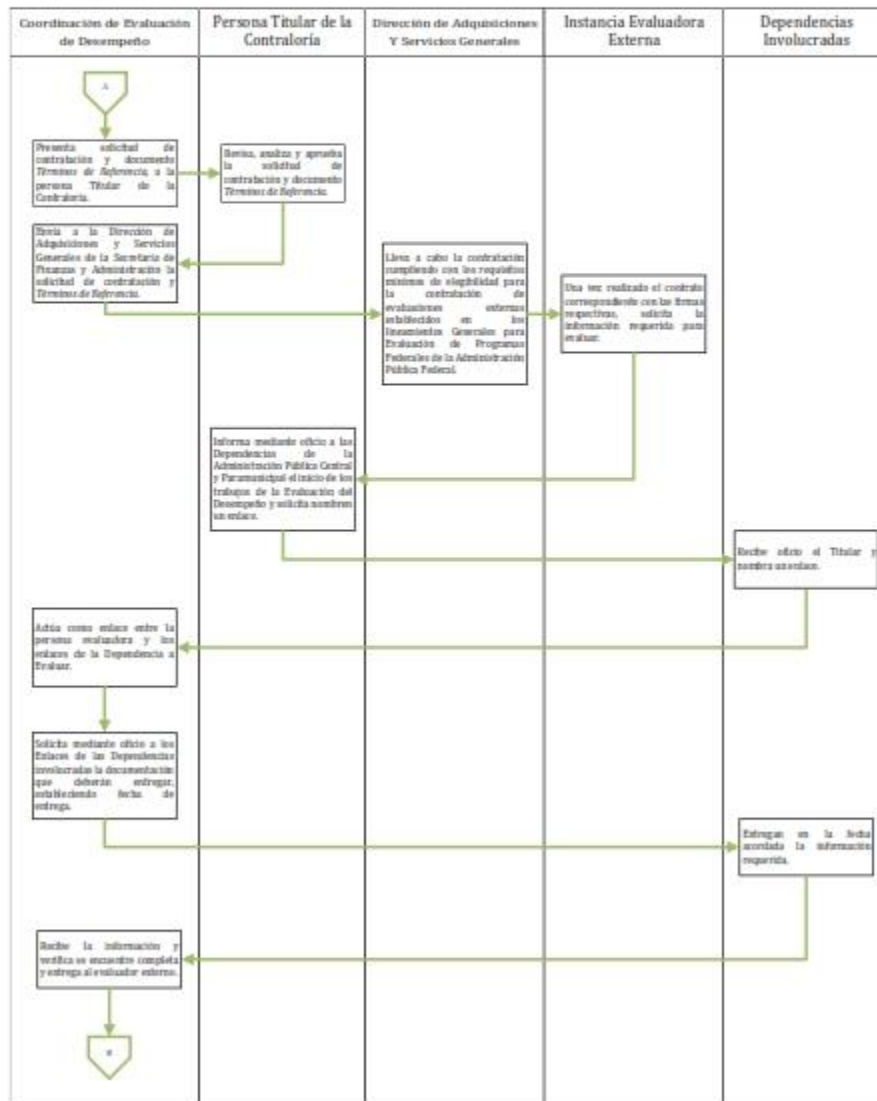 Coordinación de Evaluación
de Desempeño
Persona Titular de la
Contraloría
Dirección de Adquisiciones
Y Servicios Generales
Instancia Evaluadora
Externa
Dependencias
Involucradas
A
Presenta solicitud de
contratación y documento
Términos de Referencia, a la
persona Titular de la
Contraloría.
Revisa, analiza y aprueba
la solicitud de
contratación y documento
Términos de Referencia.
Envía a la Dirección de
Adquisiciones y Servicios
Generales de la Secretaría de
Finanzas y Administración la
solicitud de contratación y
Términos de Referencia.
Lleva a cabo la contratación
cumpliendo con los requisitos
mínimos de elegibilidad para
la contratación de
evaluaciones externas
establecidos en los
lineamientos Generales para
Evaluación de Programas
Federales de la Administración
Pública Federal.
Una vez realizado el contrato
correspondiente con las firmas
respectivas, solicita la
información requerida para
evaluar.
Informa mediante oficio a las
Dependencias de la
Administración Pública Central
y Paramunicipal el inicio de los
trabajos de la Evaluación del
Desempeño y solicita nombren
un enlace.
Recibe oficio el Titular y
nombra un enlace.
Actúa como enlace entre la
persona evaluadora y los
enlaces de la Dependencia a
Evaluar.
Solicita mediante oficio a los
Enlaces de las Dependencias
involucradas la documentación
que deberán entregar,
estableciendo fecha de
entrega.
Entregan en la fecha
acordada la información
requerida.
Recibe la información y
verifica se encuentre completa
y entrega al evaluador externo.
B